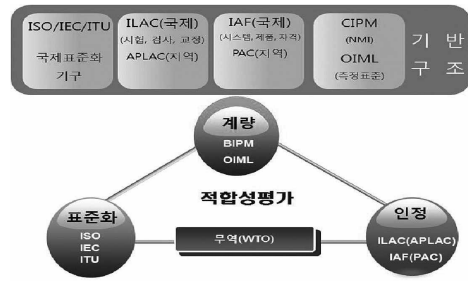 ISO/IEC/ITU
국제표준화
기구
ILAC(국제)
(시험, 검사, 교정)
APLAC(지역)
IAF(국제)
(시스템, 제품, 자격)
PAC(지역)
CIPM
(NMI)
OIML
(측정표준)
기 반
구 조
계량
BIPM
OIML
적합성평가
표준화
ISO
IEC
ITU
무역(WTO)
인정
ILAC(APLAC)
IAF(PAC)